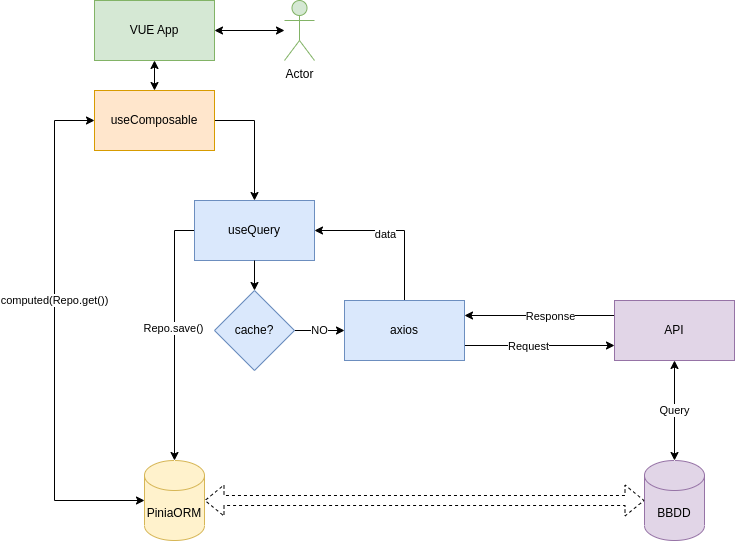 VUE App
Actor
useComposable
useQuery
data
computed(Repo.get())
Repo.save()
cache?
NO
axios
Response
Request
API
Query
PiniaORM
BBDD